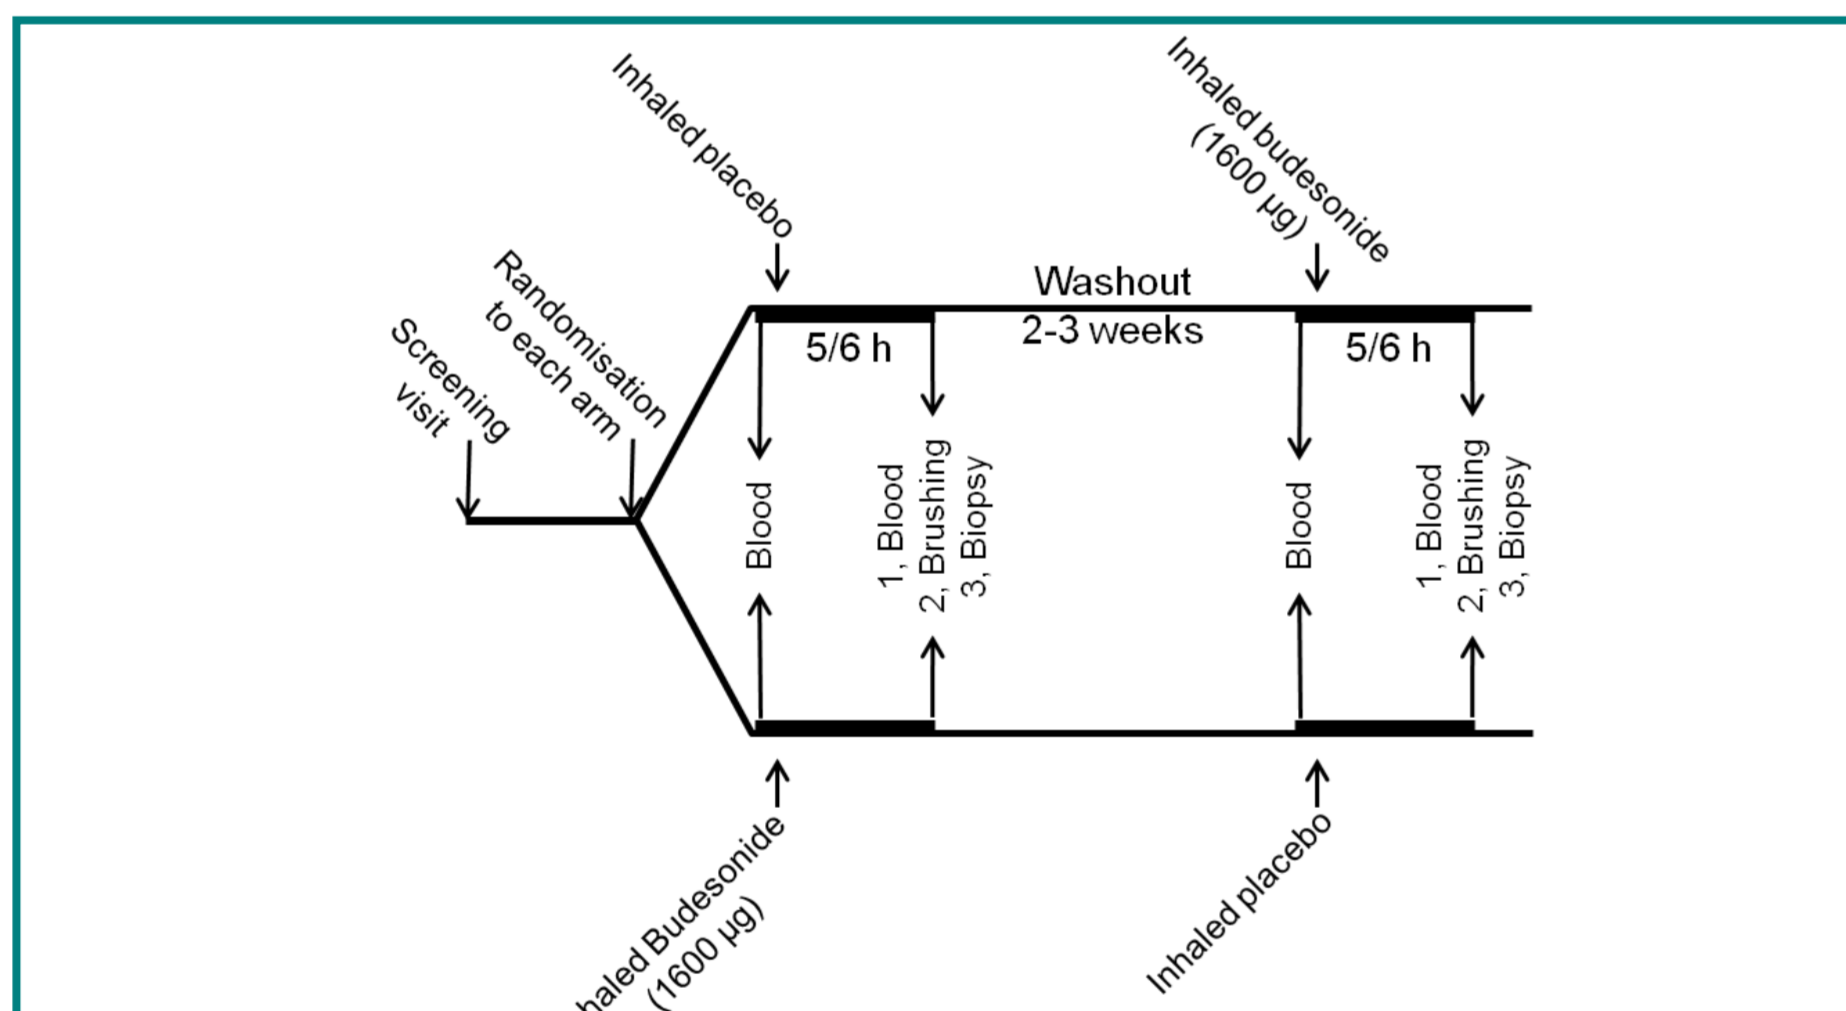 Inhaled placebo
Inhaled budesonide
(1600 µg)
Randomisation
to each arm
Screening
visit
Washout
2-3 weeks
5/6 h
5/6 h
Blood
1, Blood
2, Brushing
3, Biopsy
Blood
1, Blood
2, Brushing
3, Biopsy
haled Budesonide
(1600 µg)
Inhaled placebo